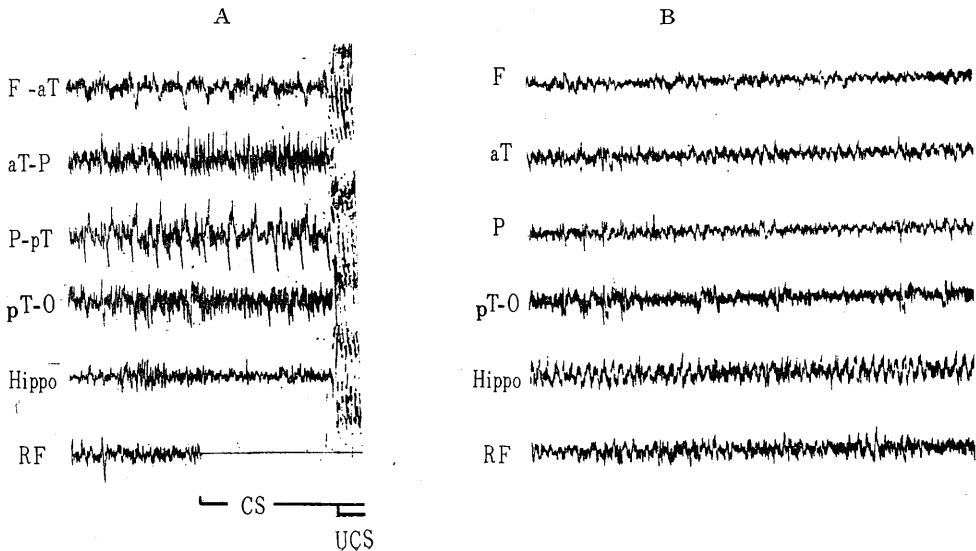 A
F-aT
aT-P
P-pT
pT-O
Hippo
RF
CS
UCS
B
F
aT
P
pT-O
Hippo
RF